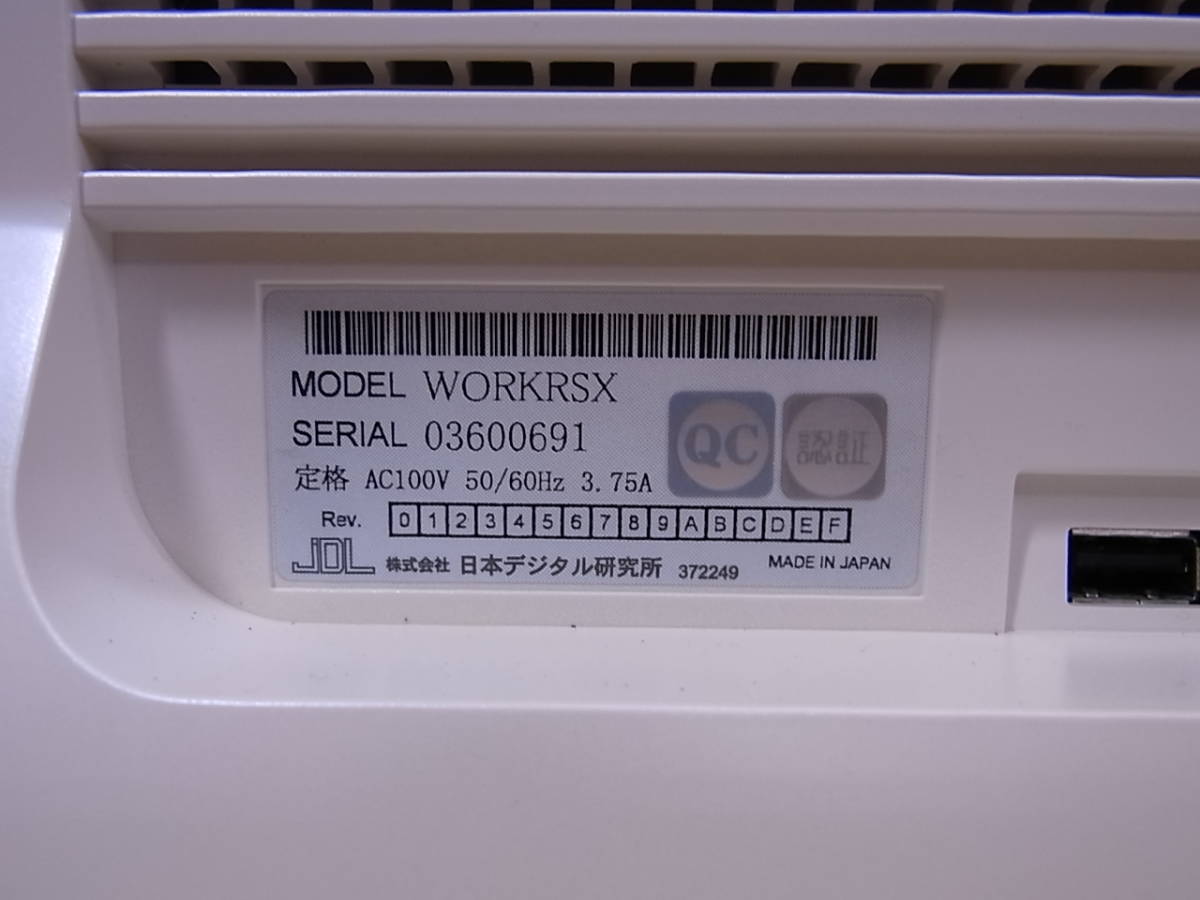 MODEL WORKRSX
SERIAL 03600691
QC
定格 AC100V 50/60Hz 3.75A
Rev. 0 1 2 3 4 5 6 7 8 9 A B C D E F
JDL 株式会社 日本デジタル研究所 372249 MADE IN JAPAN